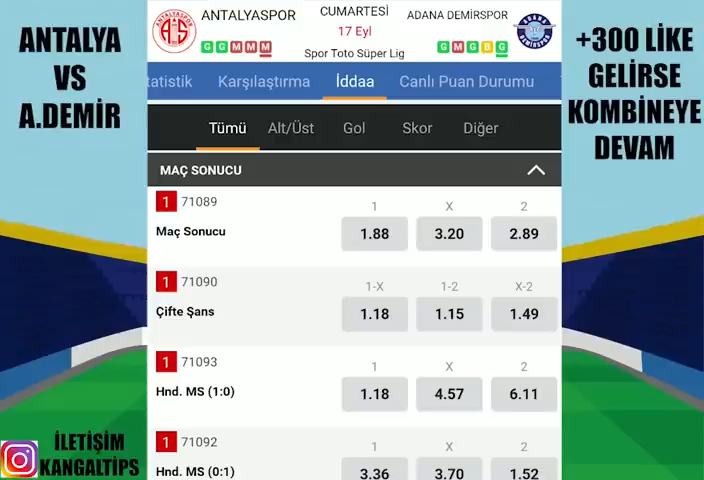 ANTALYA
VS
A.DEMİR
ANTALYASPOR
G G M M M
CUMARTESİ
17 Eyl
Spor Toto Süper Lig
ADANA DEMİRSPOR
G M G B G
+300 LİKE
GELİRSE
KOMBİNEYE
DEVAM
tatistik Karşılaştırma İddaa Canlı Puan Durumu
Tümü Alt/Üst Gol Skor Diğer
MAÇ SONUCU
1 71089 1 X 2
Maç Sonucu 1.88 3.20 2.89
1 71090 1-X 1-2 X-2
Çifte Şans 1.18 1.15 1.49
1 71093 1 X 2
Hnd. MS (1:0) 1.18 4.57 6.11
1 71092 1 X 2
Hnd. MS (0:1) 3.36 3.70 1.52
İLETİŞİM
KANGALTİPS